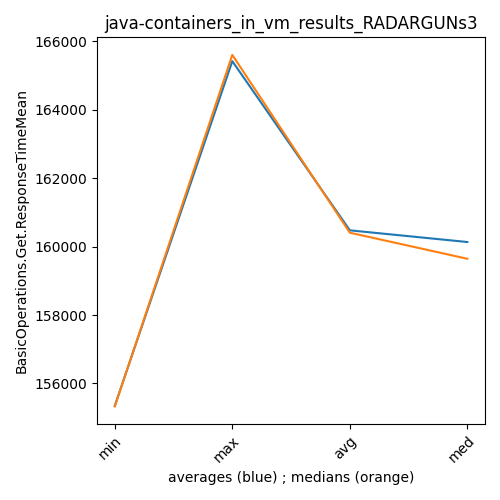 java-containers_in_vm_results_RADARGUNs3
BasicOperations.Get.ResponseTimeMean
166000
164000
162000
160000
158000
156000
min
max
avg
med
averages (blue) ; medians (orange)